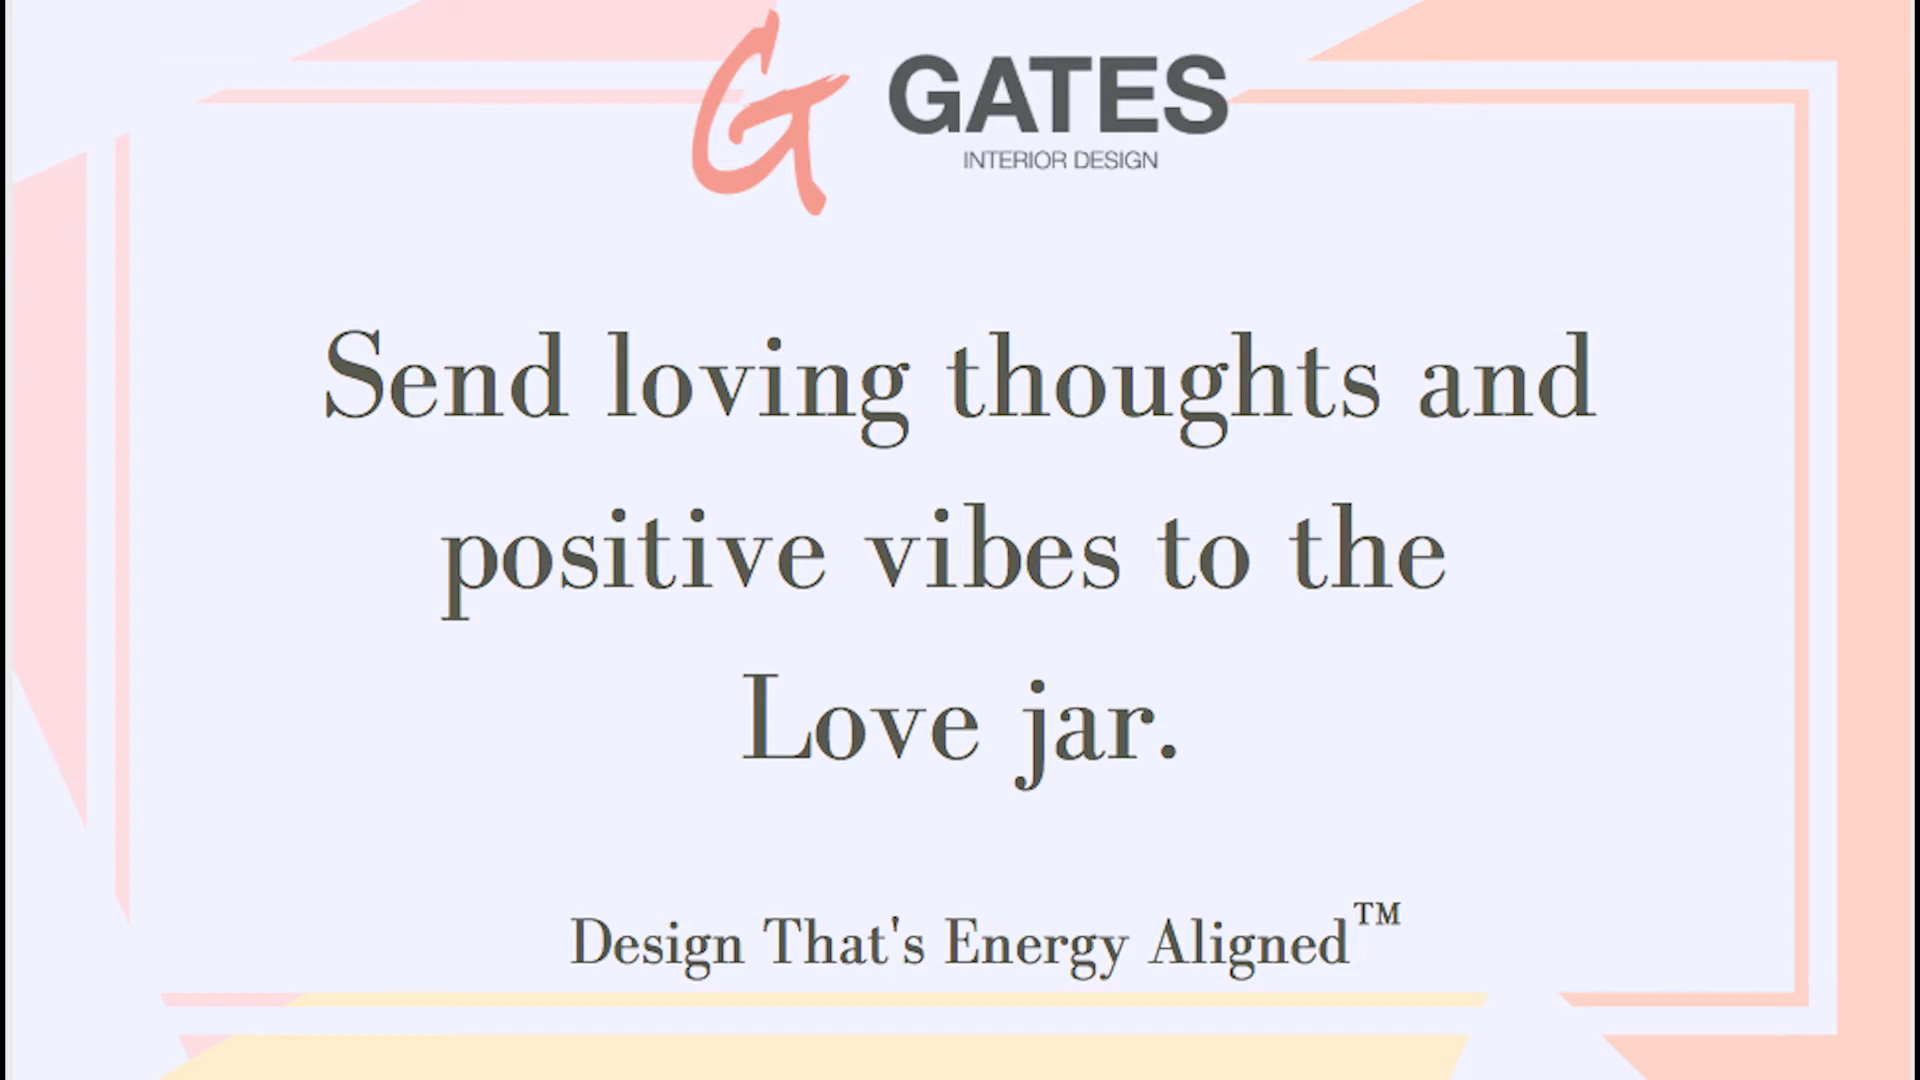 G GATES
INTERIOR DESIGN
Send loving thoughts and
positive vibes to the
Love jar.
Design That's Energy Aligned™